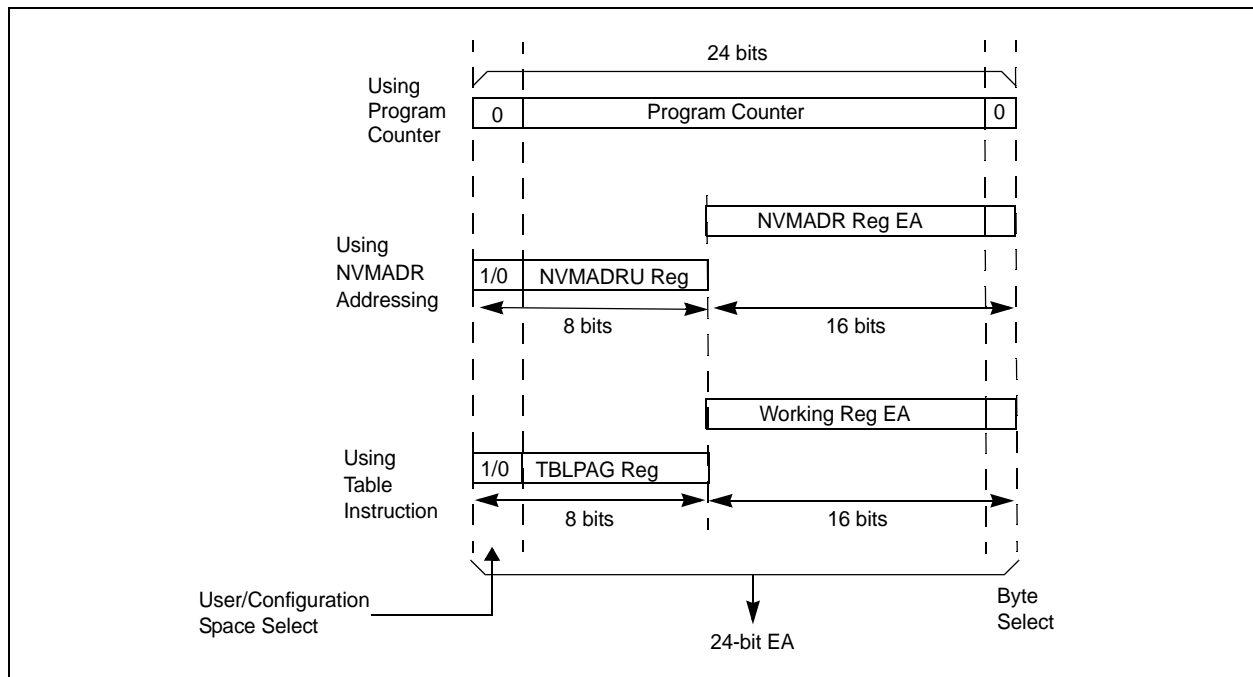 24 bits
Using
Program
Counter
0
Program Counter
0
NVMADR Reg EA
Using
NVMADR
Addressing
1/0
NVMADRU Reg
8 bits
16 bits
Working Reg EA
Using
Table
Instruction
1/0
TBLPAG Reg
8 bits
16 bits
User/Configuration
Space Select
24-bit EA
Byte
Select